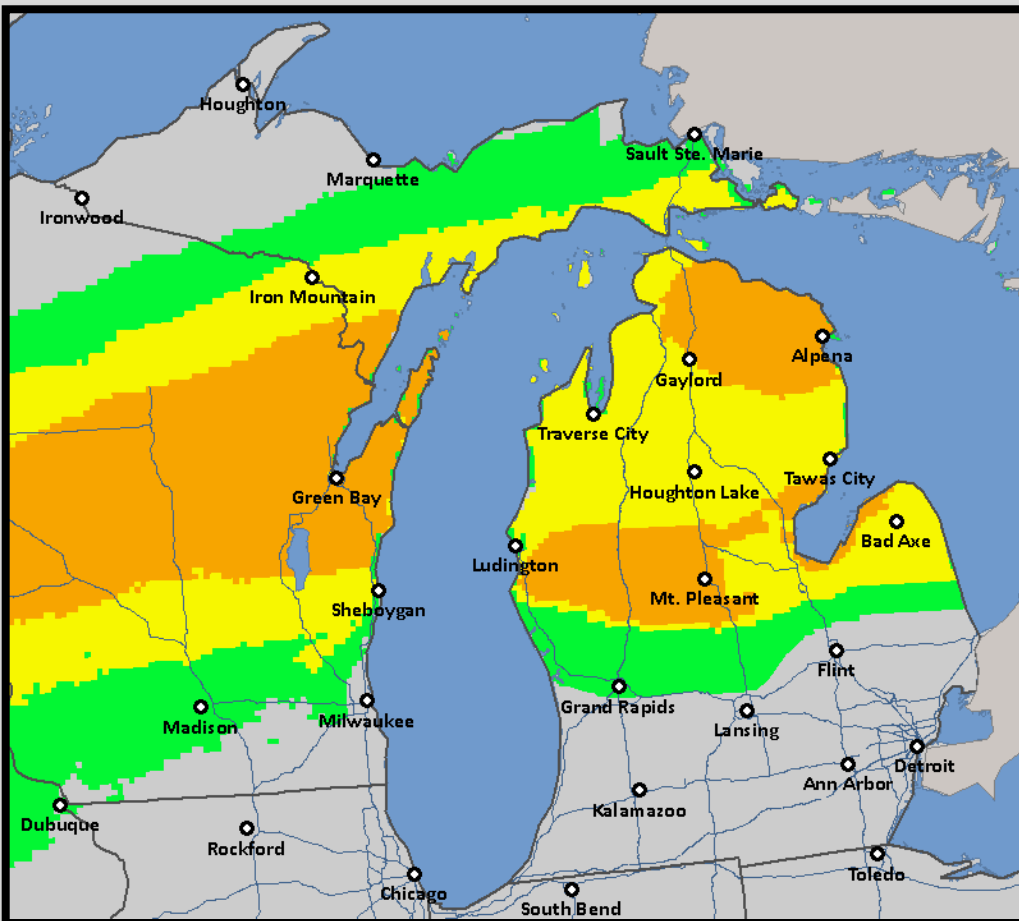 Houghton
Sault Ste. Marie
Marquette
Ironwood
Iron Mountain
Alpena
Gaylord
Traverse City
Tawas City
Houghton Lake
Green Bay
Bad Axe
Ludington
Mt. Pleasant
Sheboygan
Flint
Grand Rapids
Milwaukee
Madison
Lansing
Detroit
Ann Arbor
Kalamazoo
Dubuque
Rockford
Toledo
Chicago
South Bend